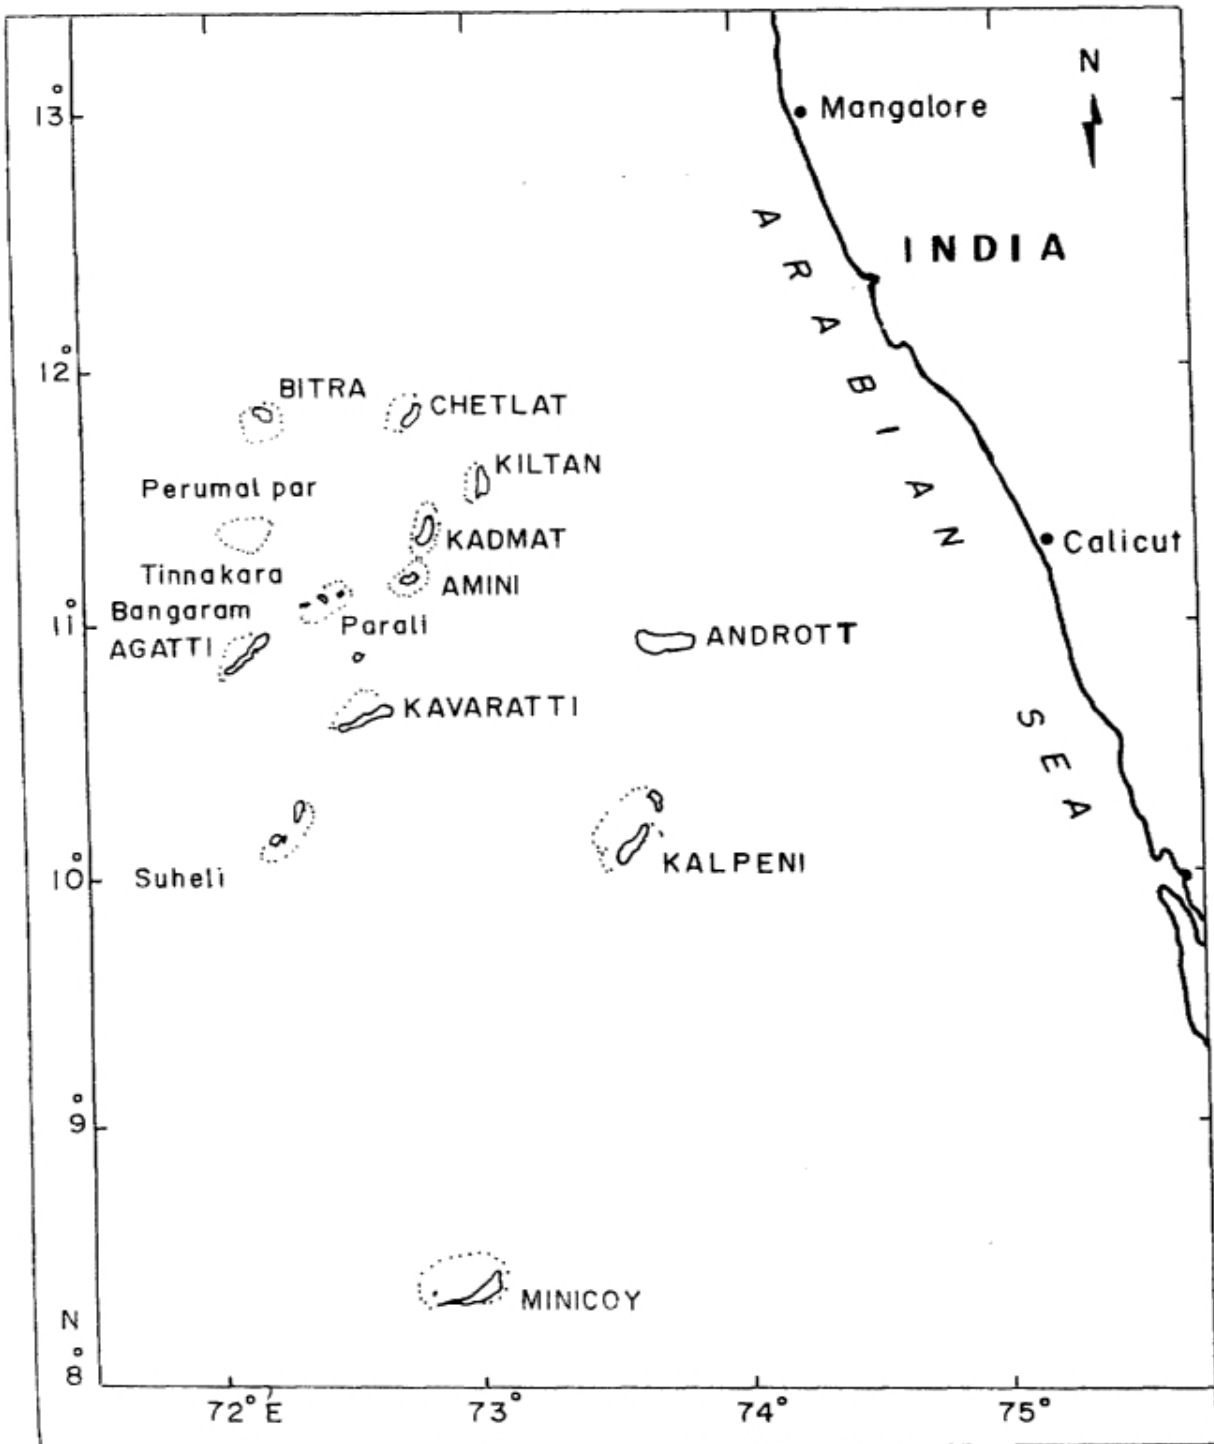 N
13°
Mangalore
INDIA
ARABIAN SEA
12°
BITRA
CHETLAT
KILTAN
Perumal par
KADMAT
Calicut
Tinnakara
AMINI
Bangaram
11°
Parali
ANDROTT
AGATTI
KAVARATTI
KALPENI
Suheli
10°
9°
MINICOY
N
8°
72°E
73°
74°
75°